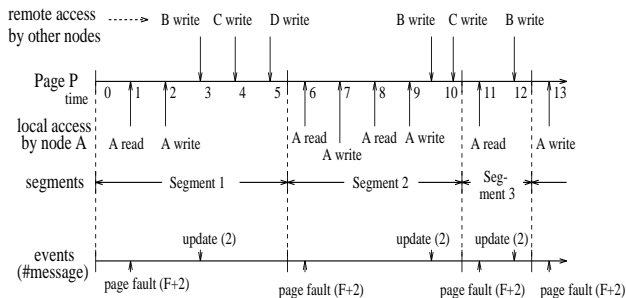 remote access
by other nodes
B write C write D write B write C write B write
Page P
time
0 1 2 3 4 5 6 7 8 9 10 11 12 13
local access
by node A
A read A write A read A write A read A write A read A write
segments
Segment 1 Segment 2 Seg-
ment 3
events
(#message)
update (2) update (2) update (2)
page fault (F+2) page fault (F+2) page fault (F+2) page fault (F+2)